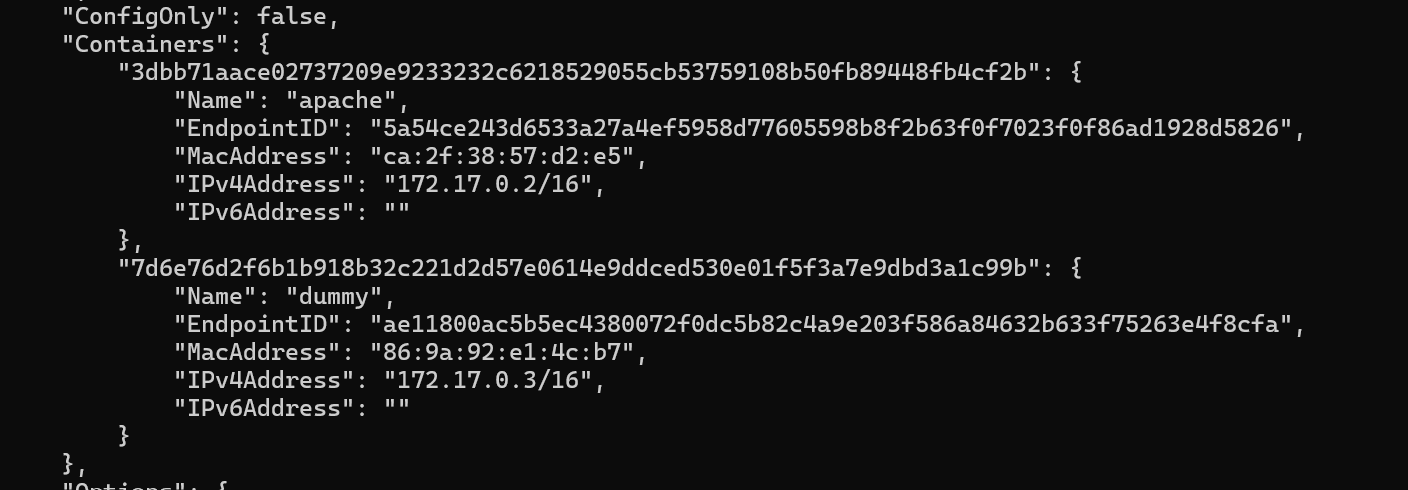 "ConfigOnly": false,
"Containers": {
"3dbb71aace02737209e9233232c6218529055cb53759108b50fb89448fb4cf2b": {
"Name": "apache",
"EndpointID": "5a54ce243d6533a27a4ef5958d77605598b8f2b63f0f7023f0f86ad1928d5826",
"MacAddress": "ca:2f:38:57:d2:e5",
"IPv4Address": "172.17.0.2/16",
"IPv6Address": ""
},
"7d6e76d2f6b1b918b32c221d2d57e0614e9ddced530e01f5f3a7e9dbd3a1c99b": {
"Name": "dummy",
"EndpointID": "ae11800ac5b5ec4380072f0dc5b82c4a9e203f586a84632b633f75263e4f8cfa",
"MacAddress": "86:9a:92:e1:4c:b7",
"IPv4Address": "172.17.0.3/16",
"IPv6Address": ""
}
},
"Options": {